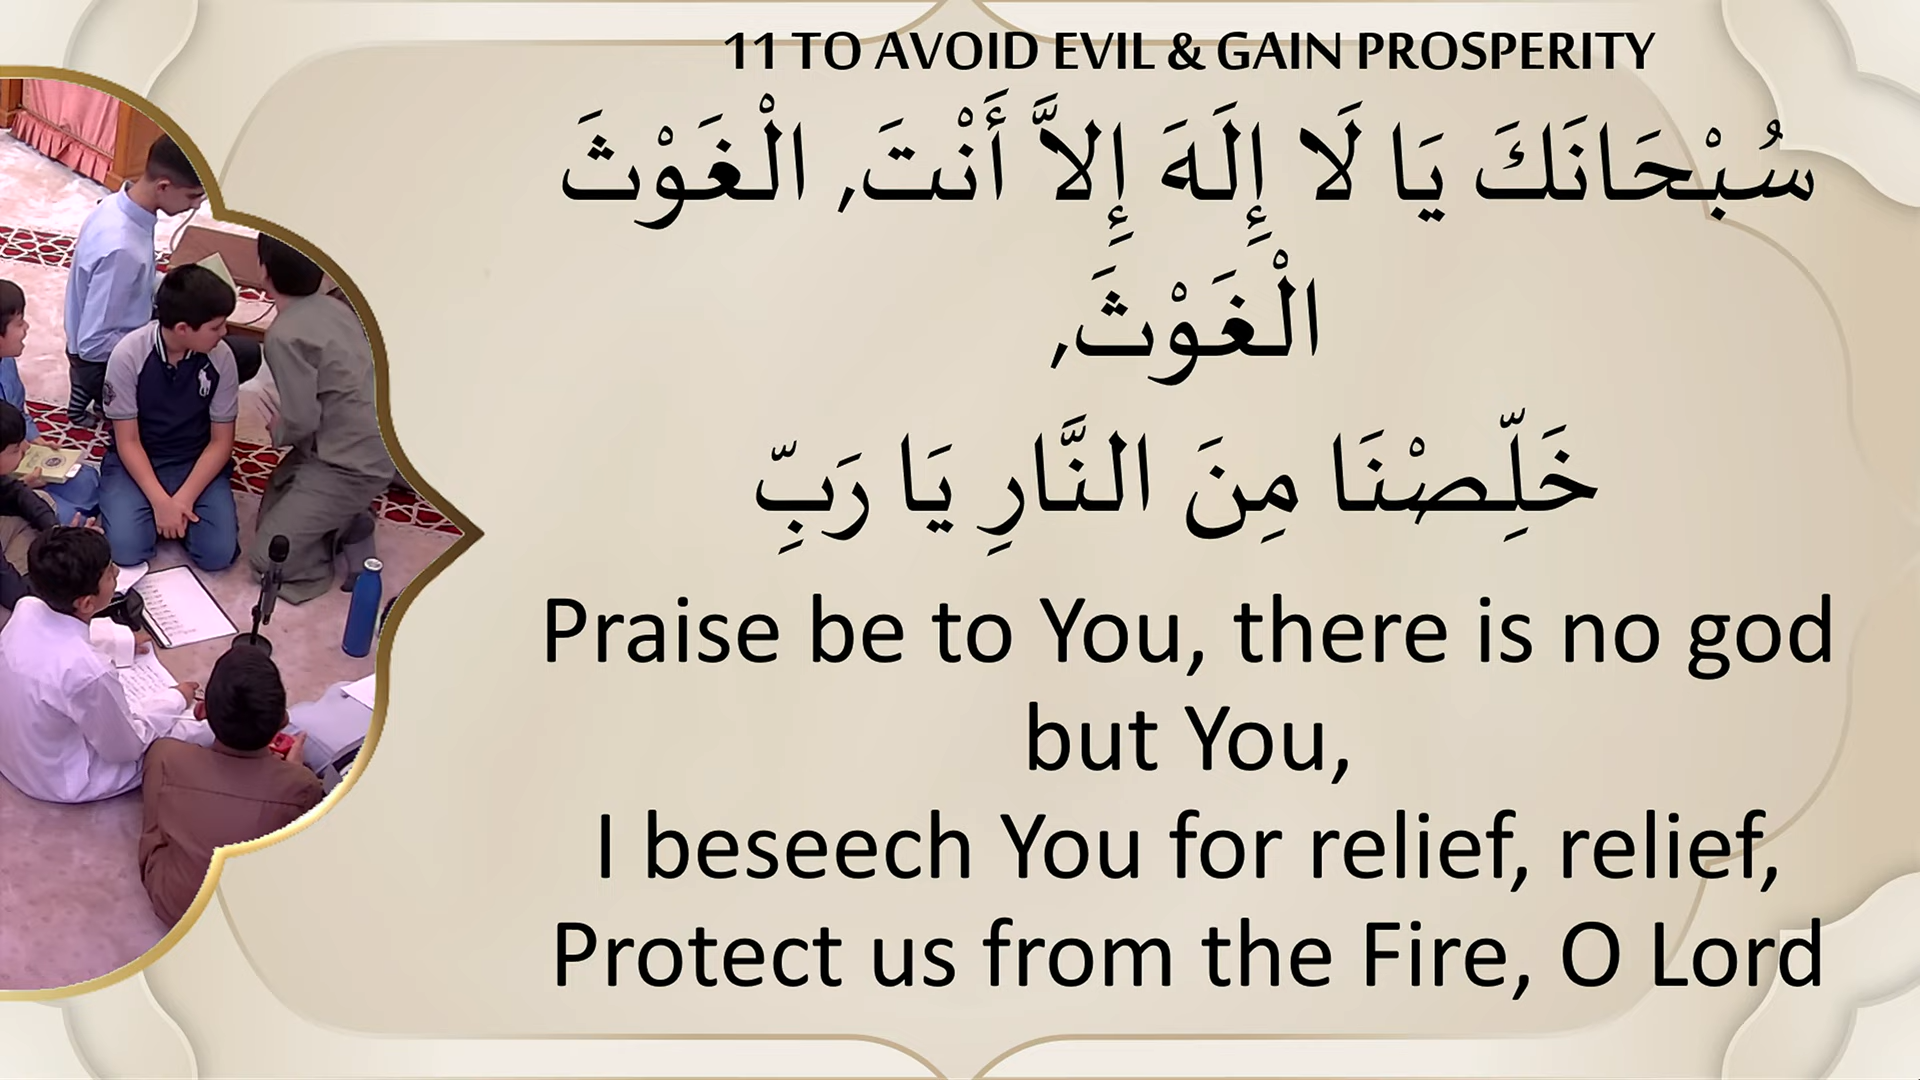 11 TO AVOID EVIL & GAIN PROSPERITY
سُبْحَانَكَ يَا لَا إِلَهَ إِلاَّ أَنْتَ, الْغَوْثَ
الْغَوْثَ,
خَلِّصْنَا مِنَ النَّارِ يَا رَبِّ
Praise be to You, there is no god
but You,
I beseech You for relief, relief,
Protect us from the Fire, O Lord